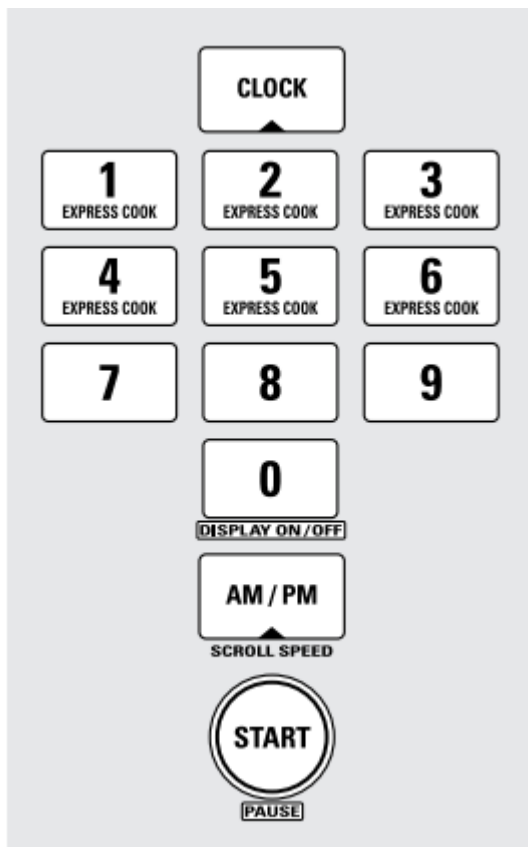 CLOCK
1 2 3
EXPRESS COOK EXPRESS COOK EXPRESS COOK
4 5 6
EXPRESS COOK EXPRESS COOK EXPRESS COOK
7 8 9
0
DISPLAY ON/OFF
AM / PM
SCROLL SPEED
START
PAUSE